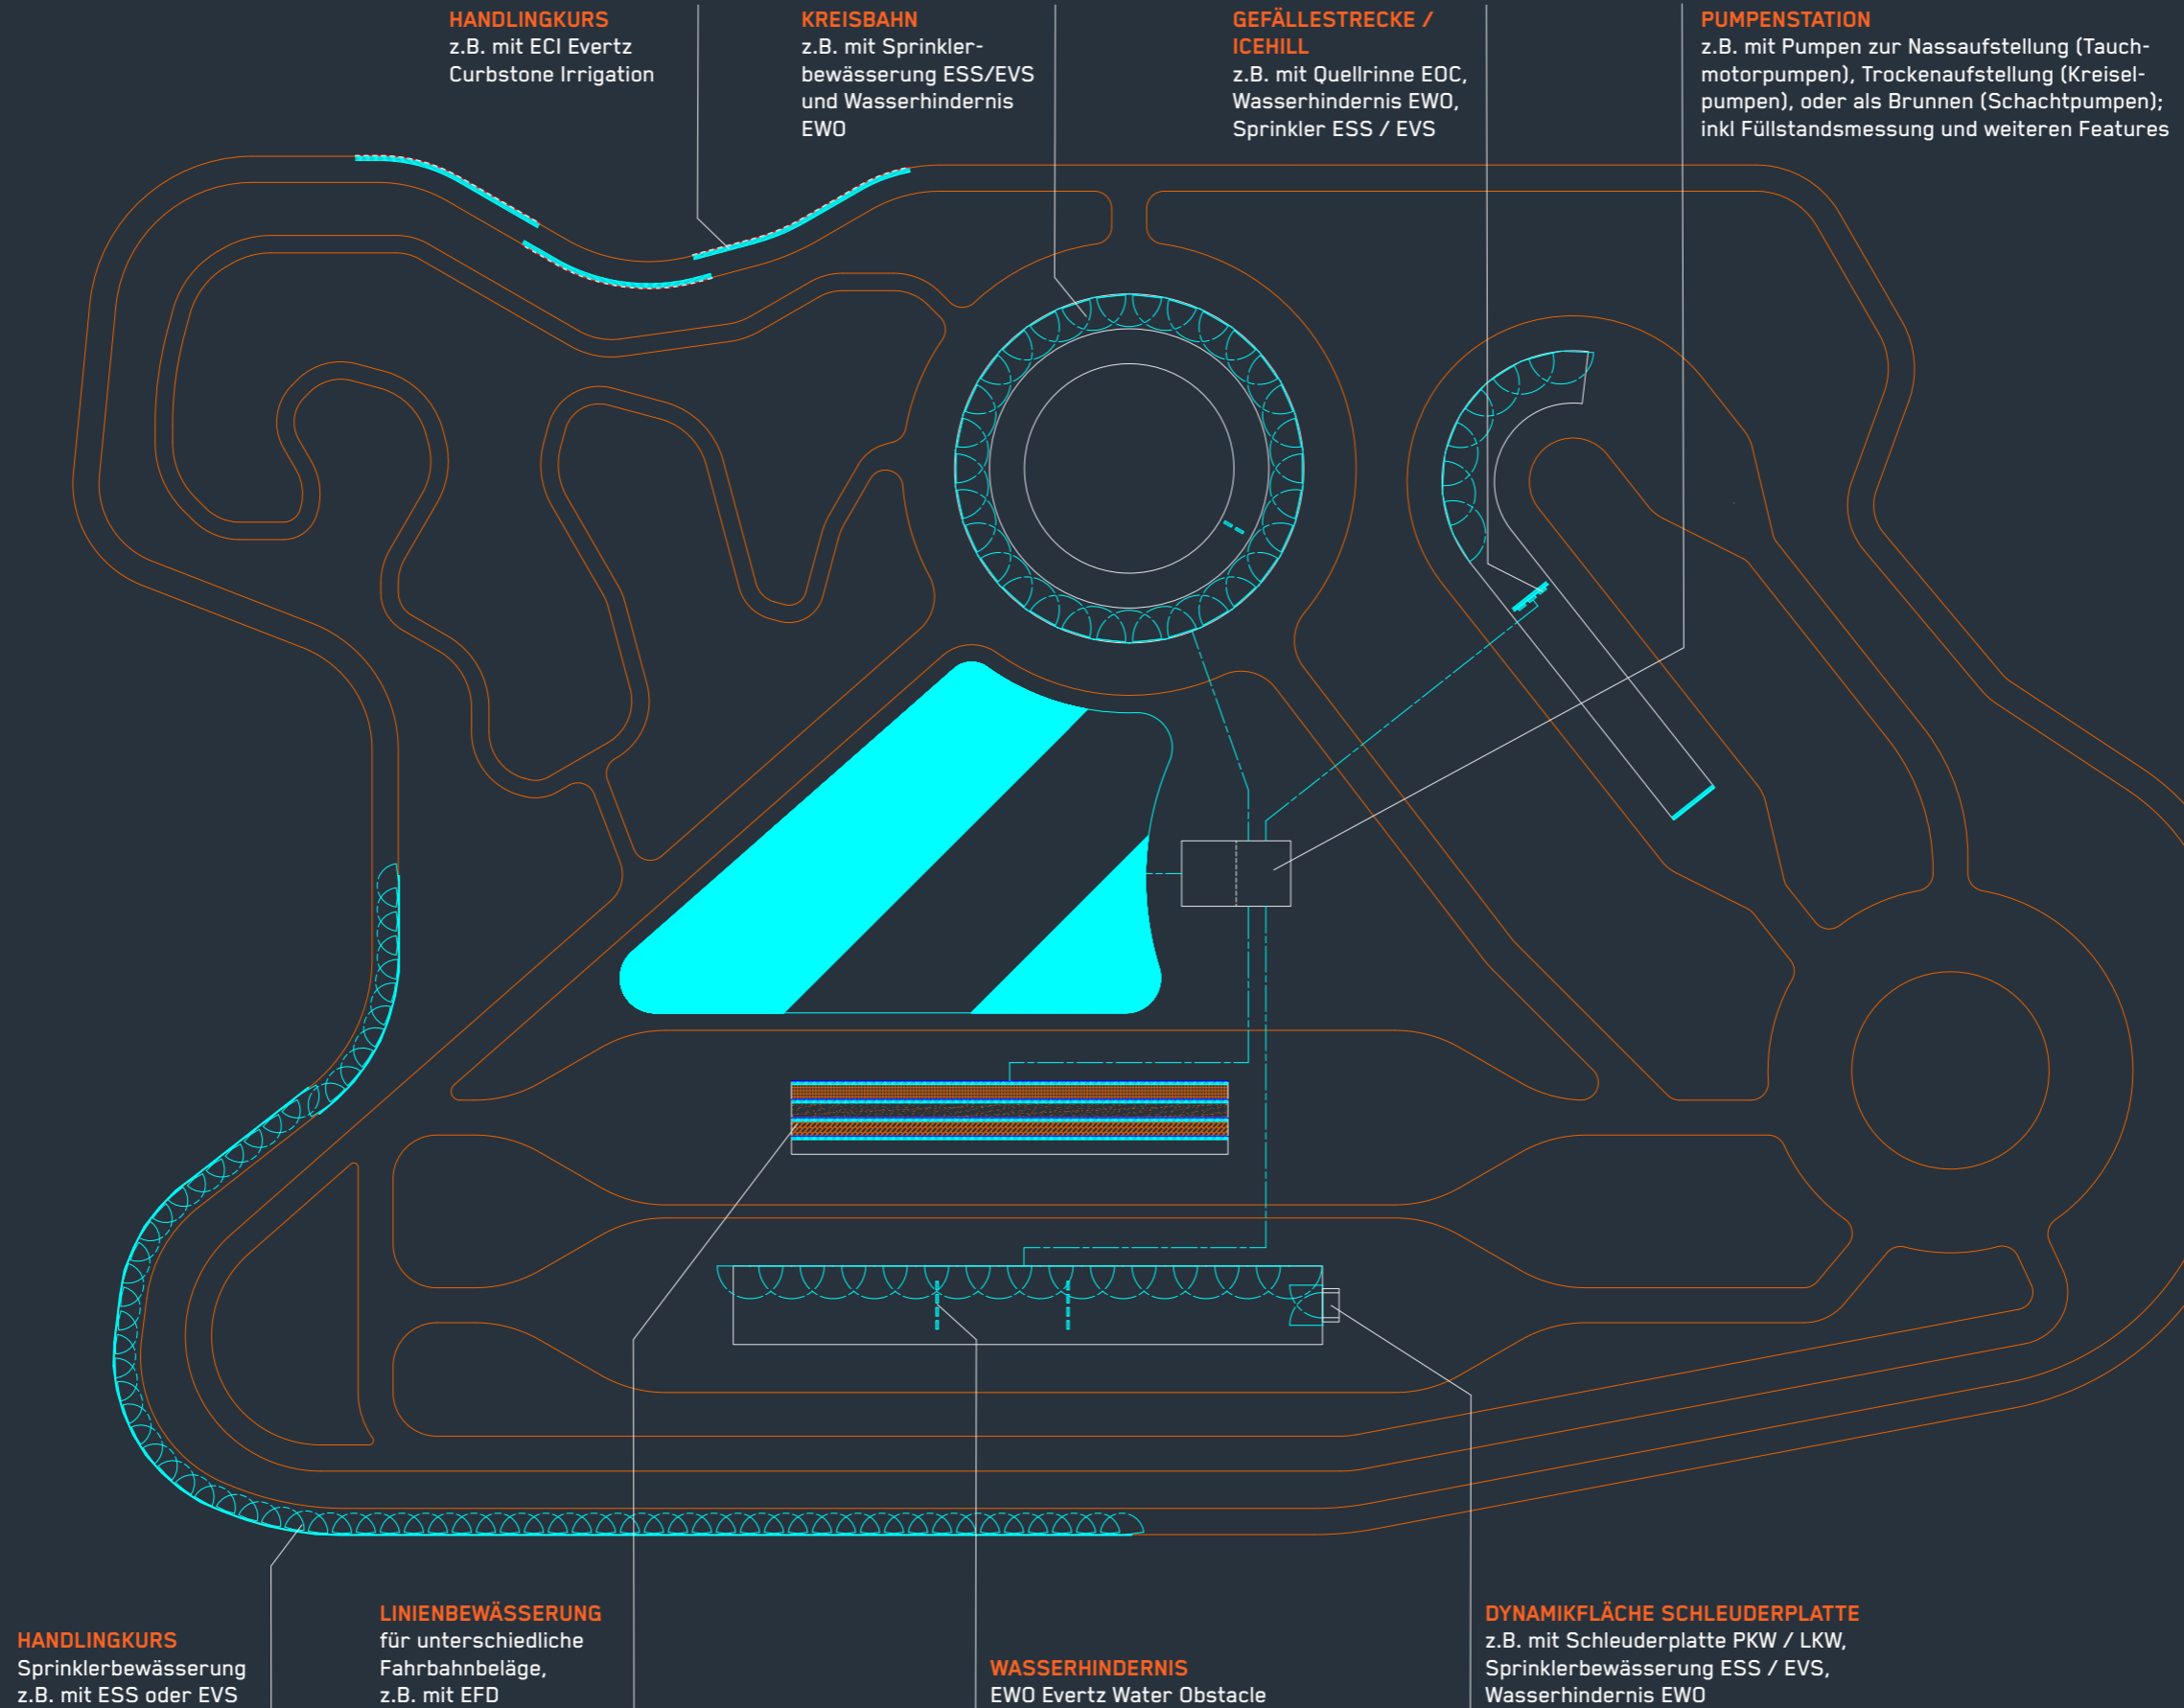 HANDLINGKURS
z.B. mit ECI Evertz
Curbstone Irrigation
KREISBAHN
z.B. mit Sprinkler-
bewässerung ESS/EVS
und Wasserhindernis
EWO
GEFÄLLESTRECKE /
ICEHILL
z.B. mit Quellrinne EOC,
Wasserhindernis EWO,
Sprinkler ESS / EVS
PUMPENSTATION
z.B. mit Pumpen zur Nassaufstellung (Tauch-
motorpumpen), Trockenaufstellung (Kreisel-
pumpen), oder als Brunnen (Schachtpumpen);
inkl Füllstandsmessung und weiteren Features
HANDLINGKURS
Sprinklerbewässerung
z.B. mit ESS oder EVS
LINIENBEWÄSSERUNG
für unterschiedliche
Fahrbahnbeläge,
z.B. mit EFD
WASSERHINDERNIS
EWO Evertz Water Obstacle
DYNAMIKFLÄCHE SCHLEUDERPLATTE
z.B. mit Schleuderplatte PKW / LKW,
Sprinklerbewässerung ESS / EVS,
Wasserhindernis EWO